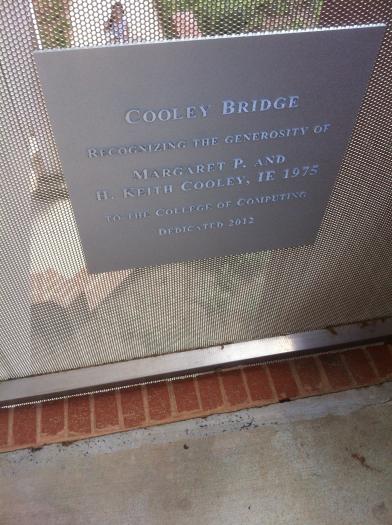 COOLEY BRIDGE
RECOGNIZING THE GENEROSITY OF
MARGARET P. AND
H. KEITH COOLEY, IE 1975
TO THE COLLEGE OF COMPUTING
DEDICATED 2012